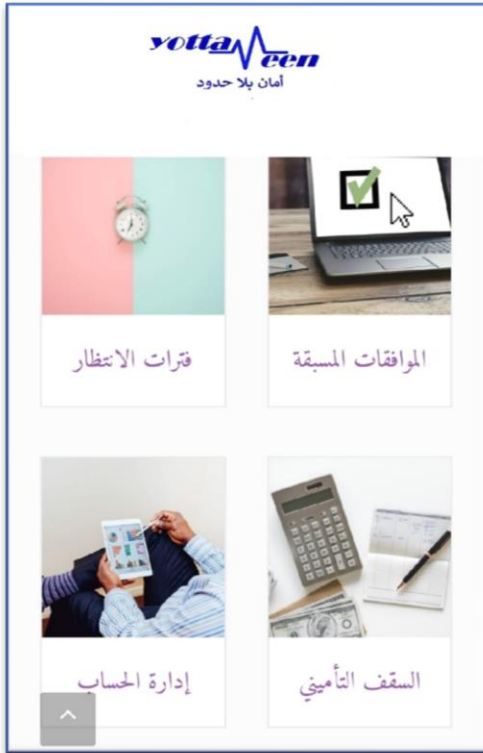 yottaMeen
أمان بلا حدود
الموافقات المسبقة
فترات الانتظار
السقف التأميني
إدارة الحساب